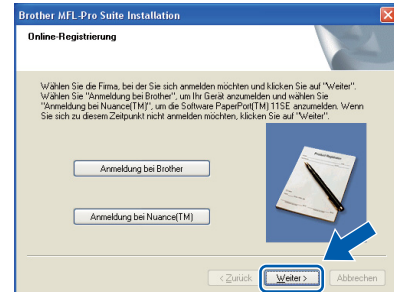 Brother MFL-Pro Suite Installation
Online-Registrierung
Wählen Sie die Firma, bei der Sie sich anmelden möchten und klicken Sie auf "Weiter".
Wählen Sie "Anmeldung bei Brother", um Ihr Gerät anzumelden und wählen Sie
"Anmeldung bei Nuance(TM)", um die Software PaperPort(TM) 11SE anzumelden. Wenn
Sie sich zu diesem Zeitpunkt nicht anmelden möchten, klicken Sie auf "Weiter".
Anmeldung bei Brother
Product Registration
Anmeldung bei Nuance(TM)
< Zurück Weiter > Abbrechen